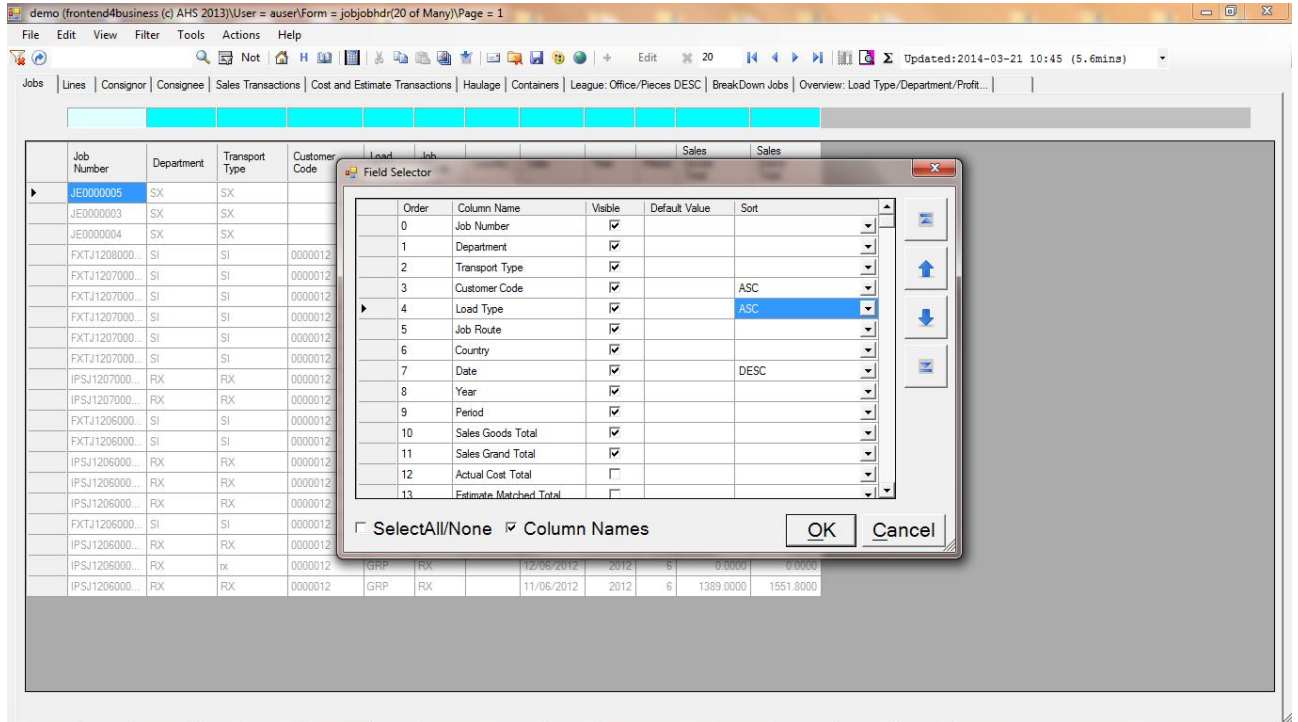 demo (frontend4business (c) AHS 2013)\User = auser\Form = jobjobhdr(20 of Many)\Page = 1
File Edit View Filter Tools Actions Help
Not H Edit 20 Σ Updated:2014-03-21 10:45 (5.6mins)
Jobs Lines Consignor Consignee Sales Transactions Cost and Estimate Transactions Haulage Containers League: Office/Pieces DESC BreakDown Jobs Overview: Load Type/Department/Profit...
Job Number Department Transport Type Customer Code Load Job Sales Sales
JE0000005 SX SX
JE0000003 SX SX
JE0000004 SX SX
FXTJ1208000... SI SI 0000012
FXTJ1207000... SI SI 0000012
FXTJ1207000... SI SI 0000012
FXTJ1207000... SI SI 0000012
FXTJ1207000... SI SI 0000012
FXTJ1207000... SI SI 0000012
IPSJ1207000... RX RX 0000012
IPSJ1207000... RX RX 0000012
FXTJ1206000... SI SI 0000012
FXTJ1206000... SI SI 0000012
IPSJ1206000... RX RX 0000012
IPSJ1206000... RX RX 0000012
IPSJ1206000... RX RX 0000012
FXTJ1206000... SI SI 0000012
IPSJ1206000... RX RX 0000012
IPSJ1206000... RX rx 0000012 GRP RX 12/06/2012 2012 6 0.0000 0.0000
IPSJ1206000... RX RX 0000012 GRP RX 11/06/2012 2012 6 1389.0000 1551.8000
Field Selector
Order Column Name Visible Default Value Sort
0 Job Number
1 Department
2 Transport Type
3 Customer Code ASC
4 Load Type ASC
5 Job Route
6 Country
7 Date DESC
8 Year
9 Period
10 Sales Goods Total
11 Sales Grand Total
12 Actual Cost Total
13 Estimate Matched Total
SelectAll/None Column Names OK Cancel